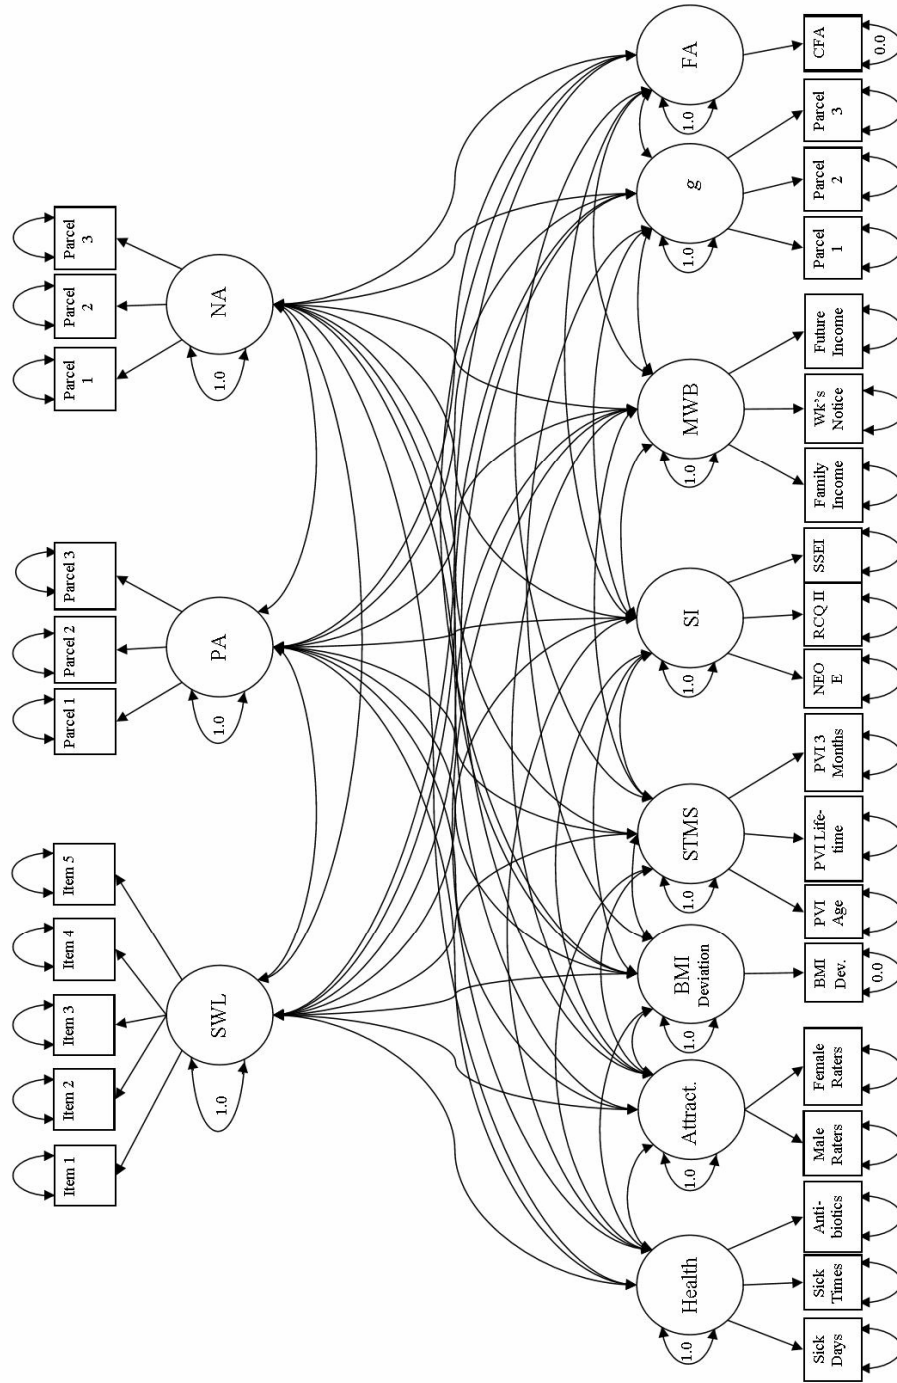 Item 1
Item 2
Item 3
Item 4
Item 5
Parcel 1
Parcel 2
Parcel 3
Parcel
1
Parcel
2
Parcel
3
SWL
1.0
PA
1.0
NA
1.0
Health
1.0
Attract.
1.0
BMI
Deviation
1.0
STMS
1.0
SI
1.0
MWB
1.0
g
1.0
FA
1.0
Sick
Days
Sick
Times
Anti-
biotics
Male
Raters
Female
Raters
BMI
Dev.
0.0
PVI
Age
PVI Life-
time
PVI 3
Months
NEO
E
RCQ II
SSEI
Family
Income
Wk's
Notice
Future
Income
Parcel
1
Parcel
2
Parcel
3
CFA
0.0